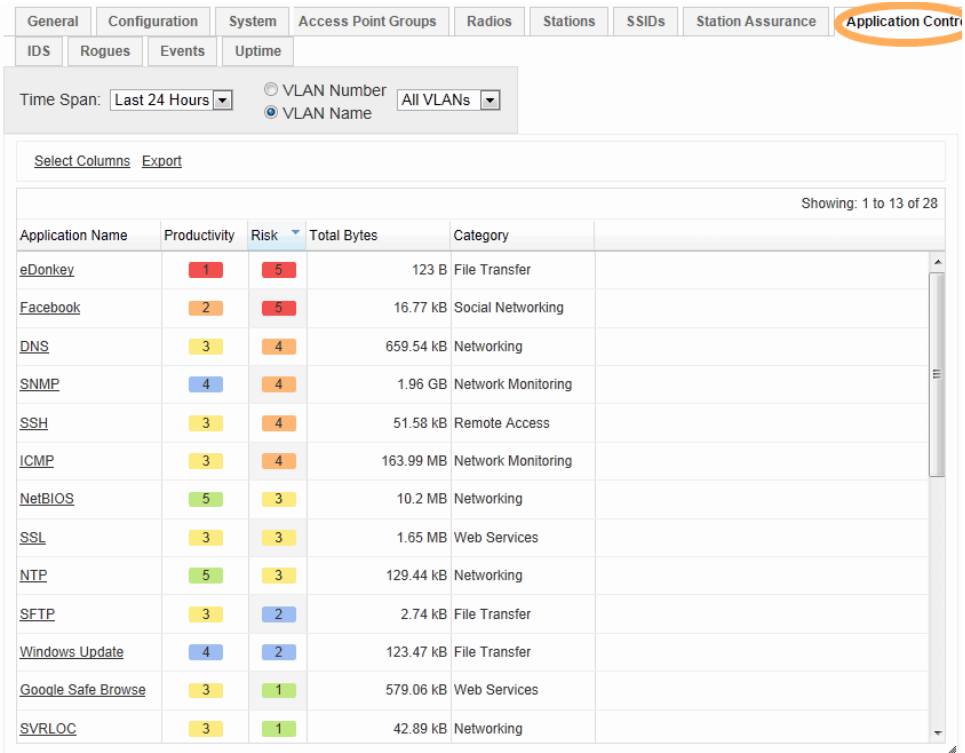 General Configuration System Access Point Groups Radios Stations SSIDs Station Assurance Application Contr
IDS Rogues Events Uptime
Time Span: Last 24 Hours VLAN Number All VLANs
VLAN Name
Select Columns Export
Showing: 1 to 13 of 28
Application Name Productivity Risk Total Bytes Category
eDonkey 1 5 123 B File Transfer
Facebook 2 5 16.77 kB Social Networking
DNS 3 4 659.54 kB Networking
SNMP 4 4 1.96 GB Network Monitoring
SSH 3 4 51.58 kB Remote Access
ICMP 3 4 163.99 MB Network Monitoring
NetBIOS 5 3 10.2 MB Networking
SSL 3 3 1.65 MB Web Services
NTP 5 3 129.44 kB Networking
SFTP 3 2 2.74 kB File Transfer
Windows Update 4 2 123.47 kB File Transfer
Google Safe Browse 3 1 579.06 kB Web Services
SVRLOC 3 1 42.89 kB Networking